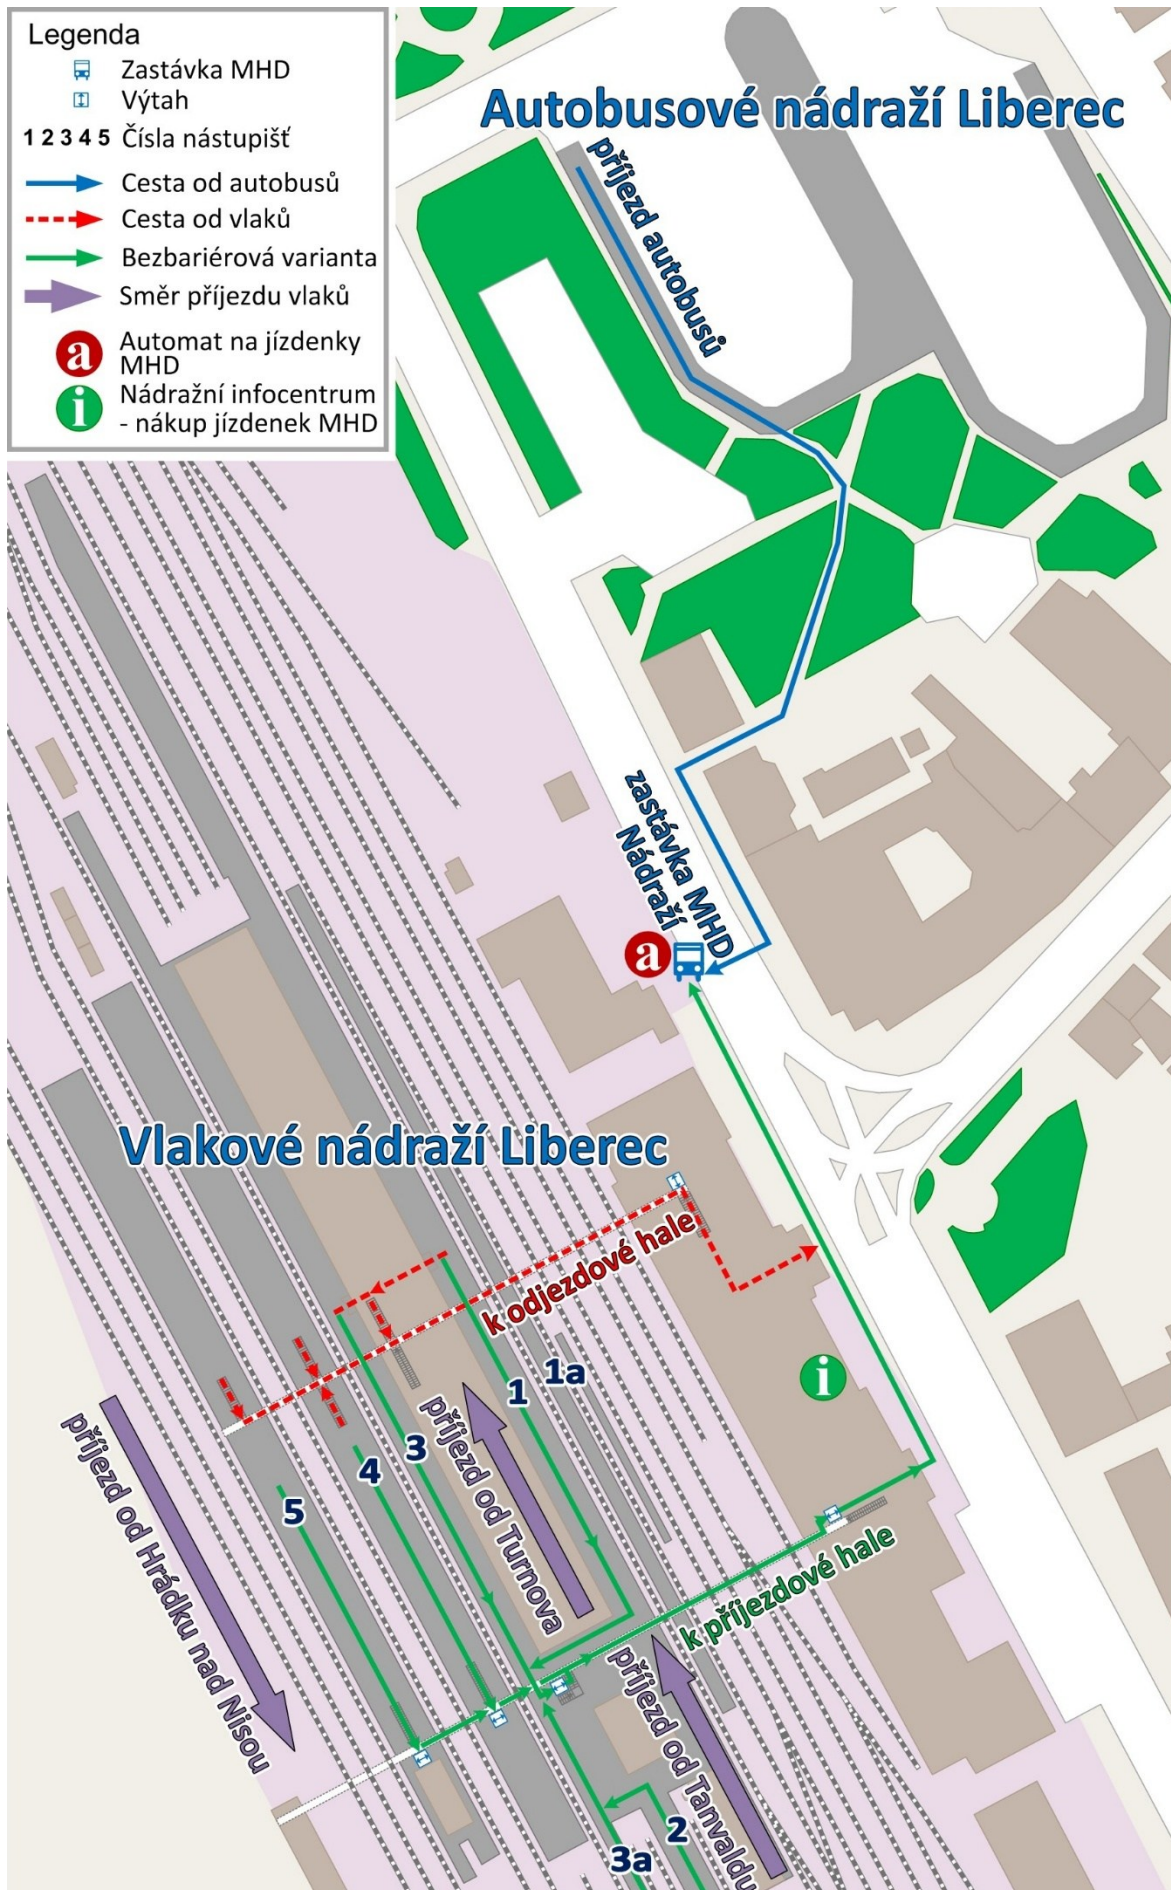 Legenda
Zastávka MHD
Výtah
1 2 3 4 5 Čísla nástupišť
Cesta od autobusů
Cesta od vlaků
Bezbariérová varianta
Směr příjezdu vlaků
a Automat na jízdenky
MHD
i Nádražní infocentrum
- nákup jízdenek MHD
Autobusové nádraží Liberec
příjezd autobusů
zastávka MHD
Nádraží
a
Vlakové nádraží Liberec
k odjezdové hale
i
1a
1
3
4
5
příjezd od Turnova
příjezd od Hrádku nad Nisou
k příjezdové hale
příjezd od Tanvaldu
2
3a